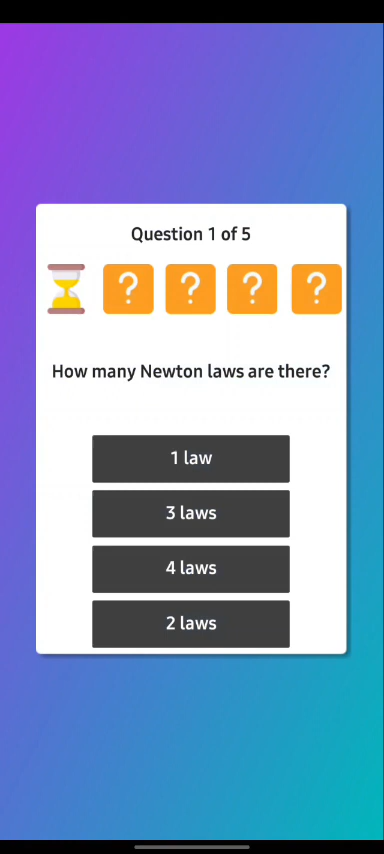 Question 1 of 5
? ? ? ?
How many Newton laws are there?
1 law
3 laws
4 laws
2 laws